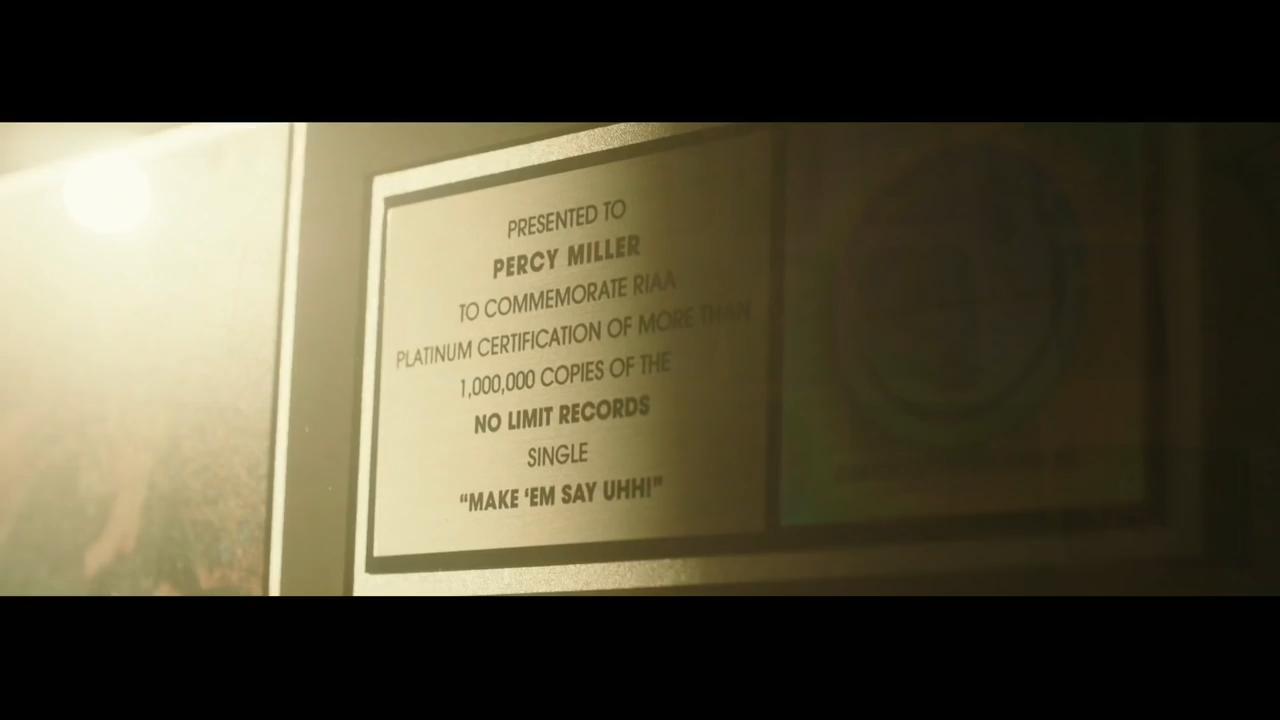 PRESENTED TO
PERCY MILLER
TO COMMEMORATE RIAA
PLATINUM CERTIFICATION OF MORE THAN
1,000,000 COPIES OF THE
NO LIMIT RECORDS
SINGLE
“MAKE ‘EM SAY UHH!”